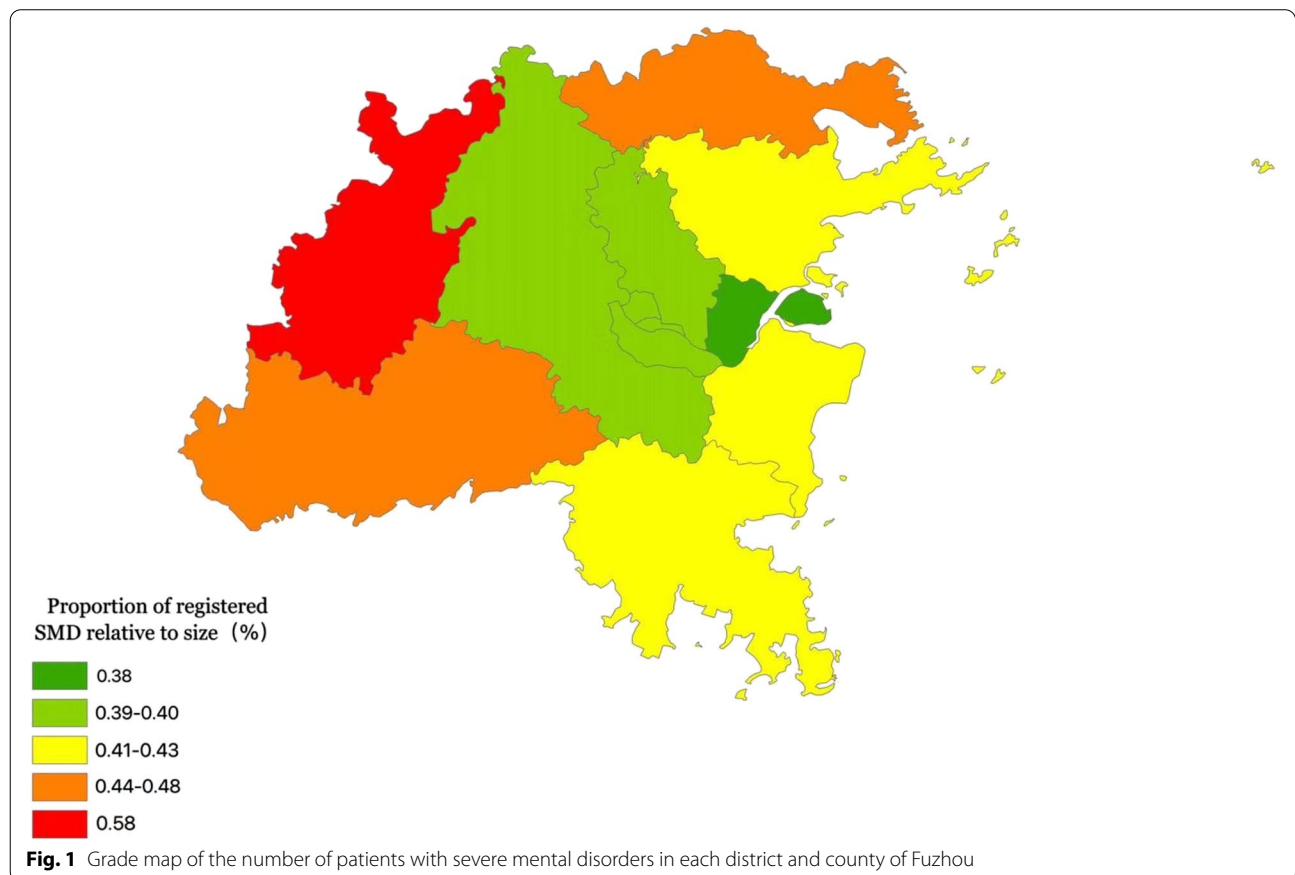 Proportion of registered
SMD relative to size (%)
0.38
0.39-0.40
0.41-0.43
0.44-0.48
0.58
Fig. 1 Grade map of the number of patients with severe mental disorders in each district and county of Fuzhou